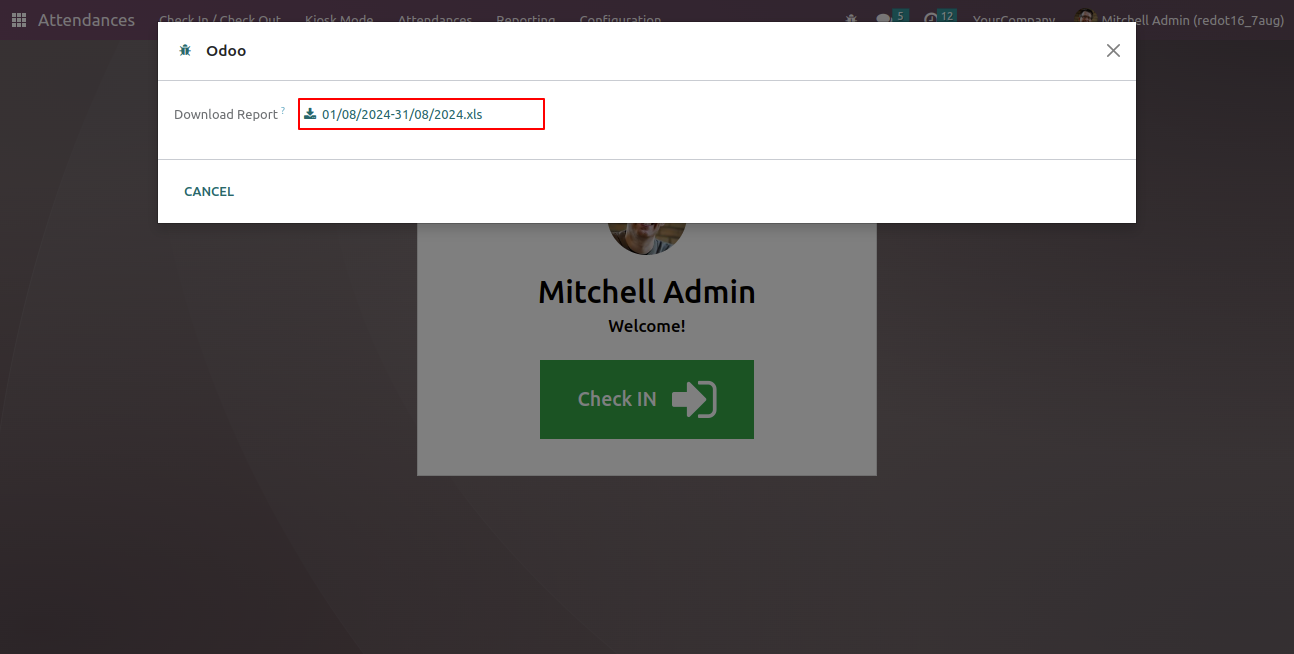 Attendances Check In / Check Out Kiosk Mode Attendances Reporting Configuration 5 12 YourCompany Mitchell Admin (redot16_7aug)
Odoo
Download Report ? 01/08/2024-31/08/2024.xls
CANCEL
Mitchell Admin
Welcome!
Check IN